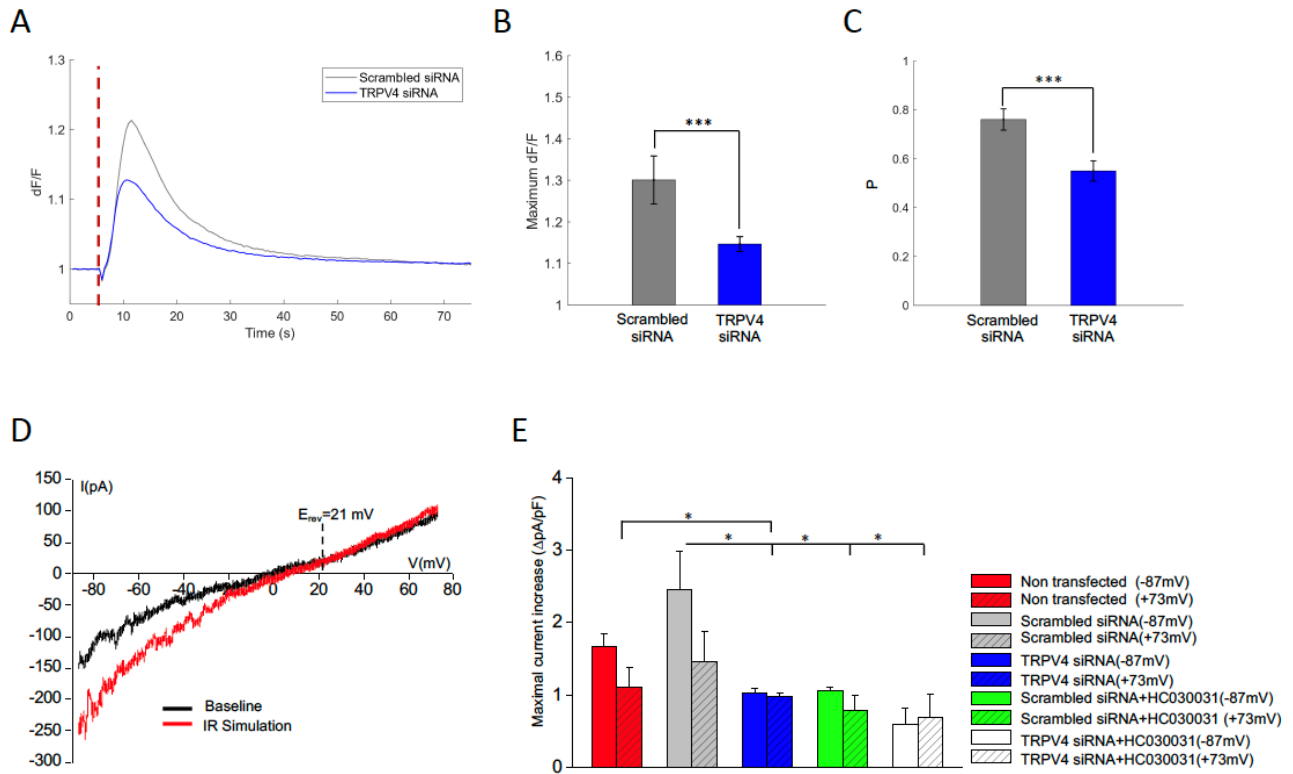 A
dF/F
1.3
1.2
1.1
1
0 10 20 30 40 50 60 70
Time (s)
Scrambled siRNA
TRPV4 siRNA
B
Maximum dF/F
1.6
1.5
1.4
1.3
1.2
1.1
1
***
Scrambled
siRNA
TRPV4
siRNA
C
P
1
0.8
0.6
0.4
0.2
0
***
Scrambled
siRNA
TRPV4
siRNA
D
I(pA)
150
100
50
0
-50
-100
-150
-200
-250
-300
-80 -60 -40 -20 0 20 40 60 80
V(mV)
Erev=21 mV
Baseline
IR Simulation
E
Maximal current increase (ΔpA/pF)
4
3
2
1
0
*
* * *
Non transfected (-87mV)
Non transfected (+73mV)
Scrambled siRNA(-87mV)
Scrambled siRNA(+73mV)
TRPV4 siRNA(-87mV)
TRPV4 siRNA(+73mV)
Scrambled siRNA+HC030031(-87mV)
Scrambled siRNA+HC030031 (+73mV)
TRPV4 siRNA+HC030031(-87mV)
TRPV4 siRNA+HC030031(+73mV)